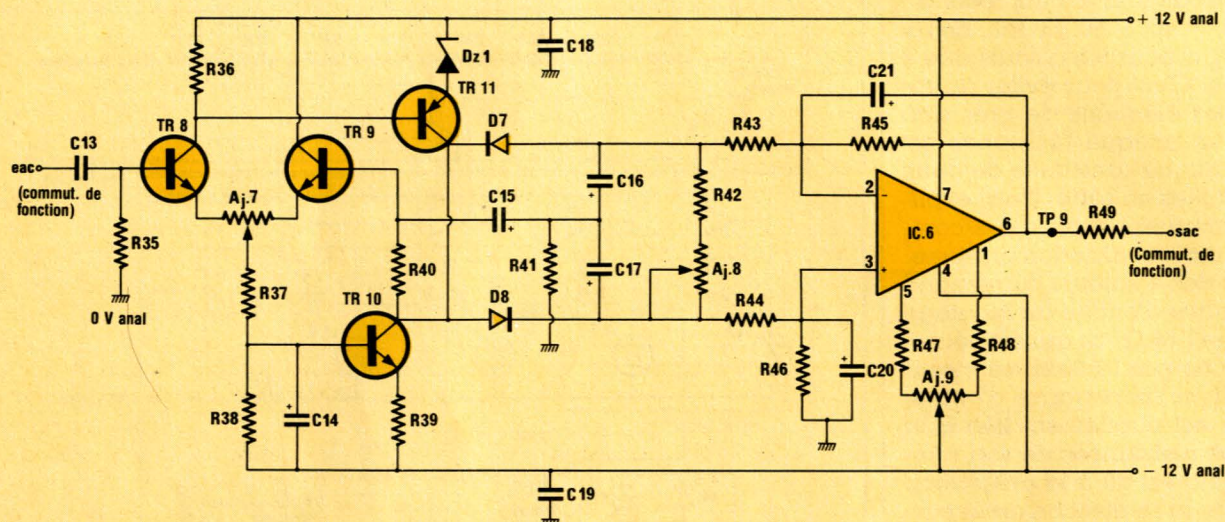 + 12 V anal
C18
Dz 1
R36
C21
TR 11
TR 8
TR 9
D7
R43
R45
C13
eac
(commut. de
fonction)
R42
2
7
Aj.7
C15
C16
IC.6
6
TP 9
R49
sac
(Commut. de
fonction)
R35
R40
R41
C17
Aj.8
3
4
1
0 V anal
R37
TR 10
D8
R44
5
R46
C20
R47
R48
Aj.9
R38
C14
R39
C19
− 12 V anal